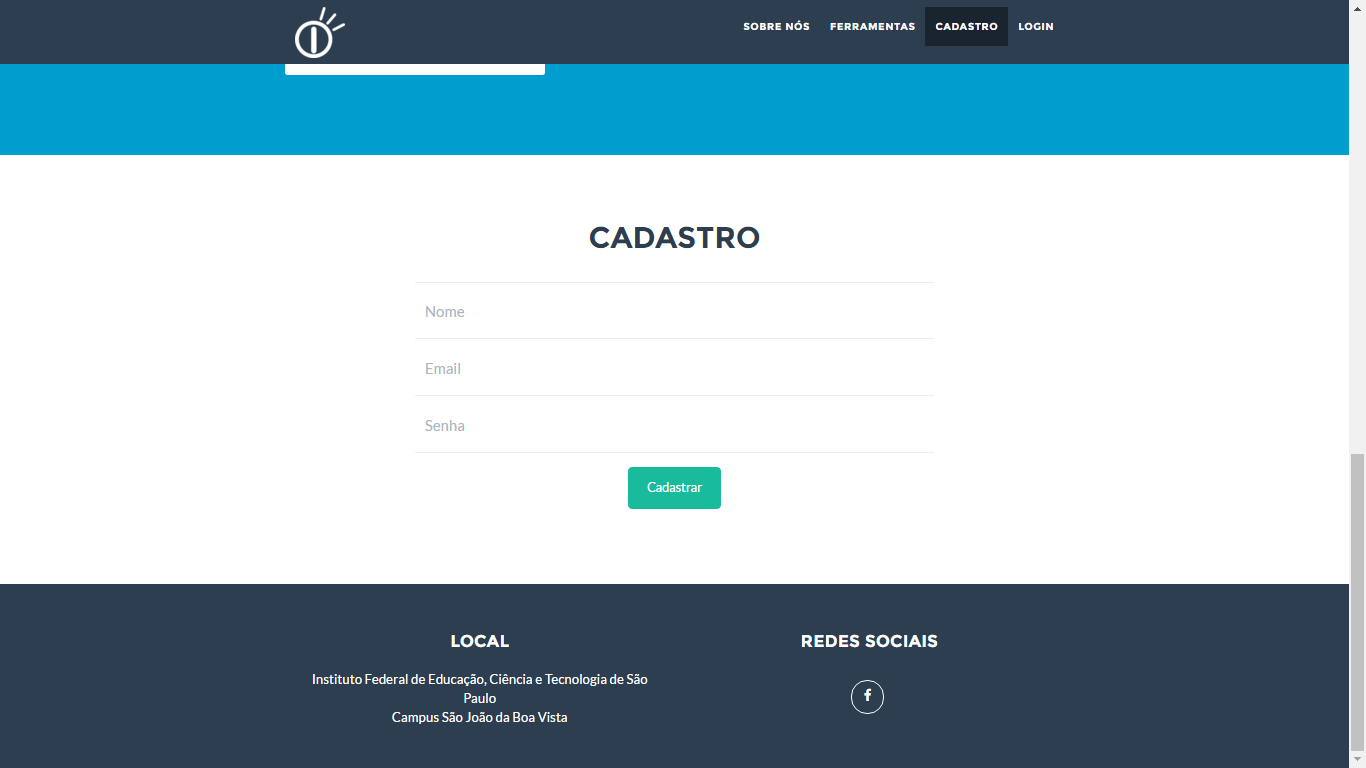 SOBRE NÓS FERRAMENTAS CADASTRO LOGIN
CADASTRO
Nome
Email
Senha
Cadastrar
LOCAL
Instituto Federal de Educação, Ciência e Tecnologia de São
Paulo
Campus São João da Boa Vista
REDES SOCIAIS